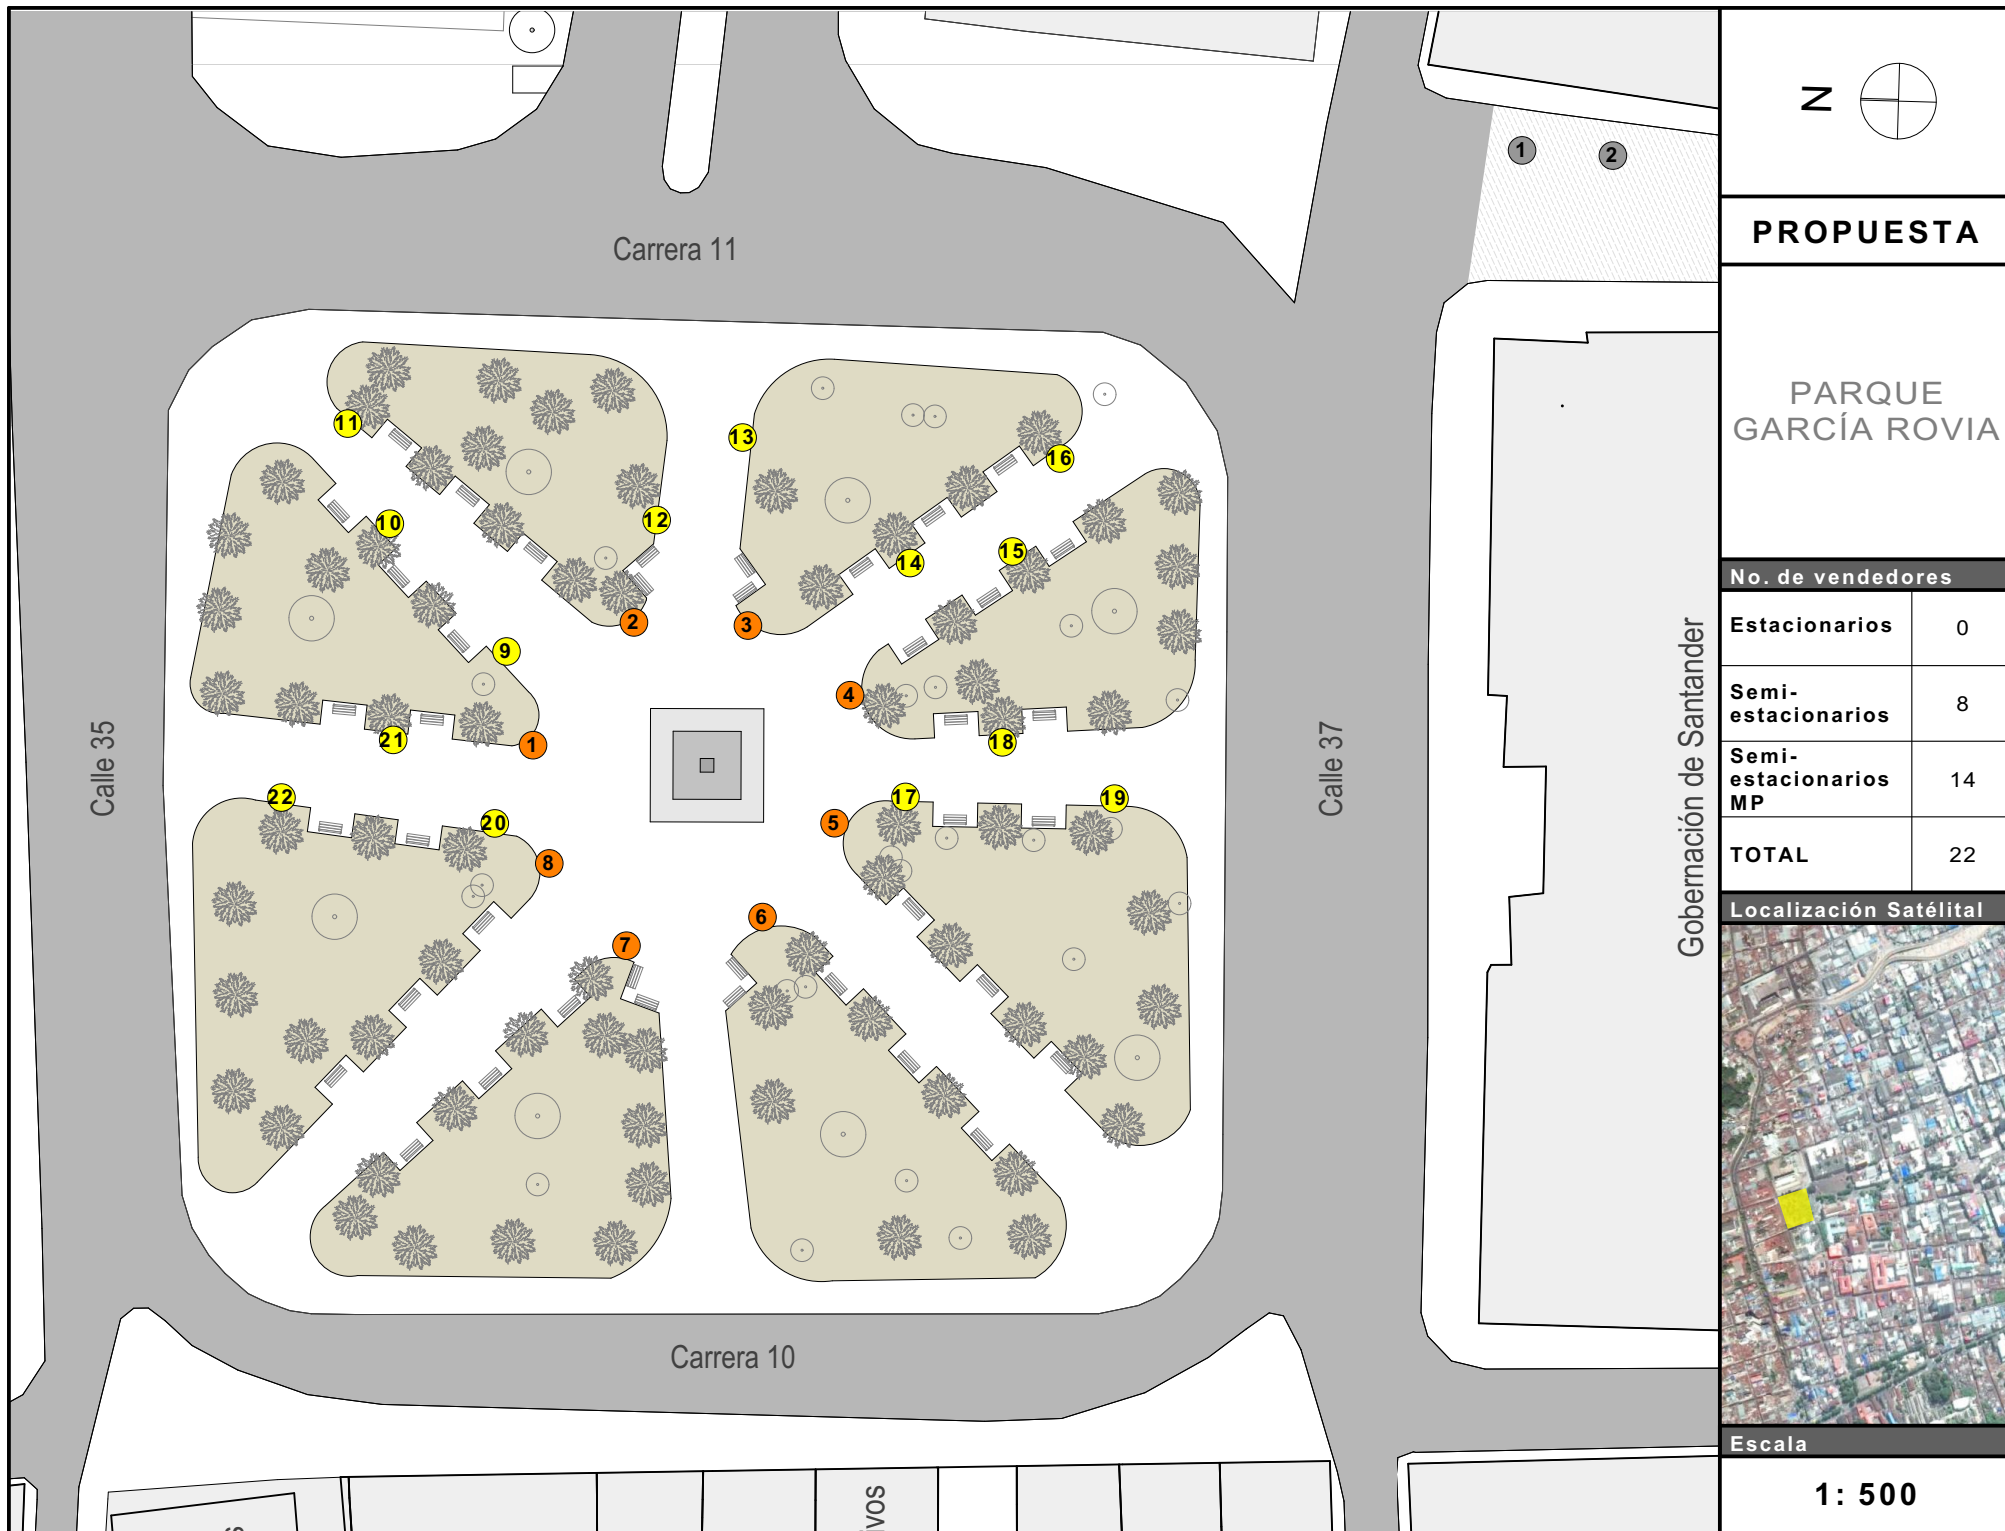 N
PROPUESTA
PARQUE
GARCÍA ROVIA
No. de vendedores
Estacionarios 0
Semi-
estacionarios 8
Semi-
estacionarios
MP 14
TOTAL 22
Localización Satélital
Escala
1: 500
Carrera 11
Calle 35
Calle 37
Gobernación de Santander
Carrera 10
1
2
11
13
16
10
12
14
15
9
2
3
4
21
1
18
22
20
17
19
5
8
6
7